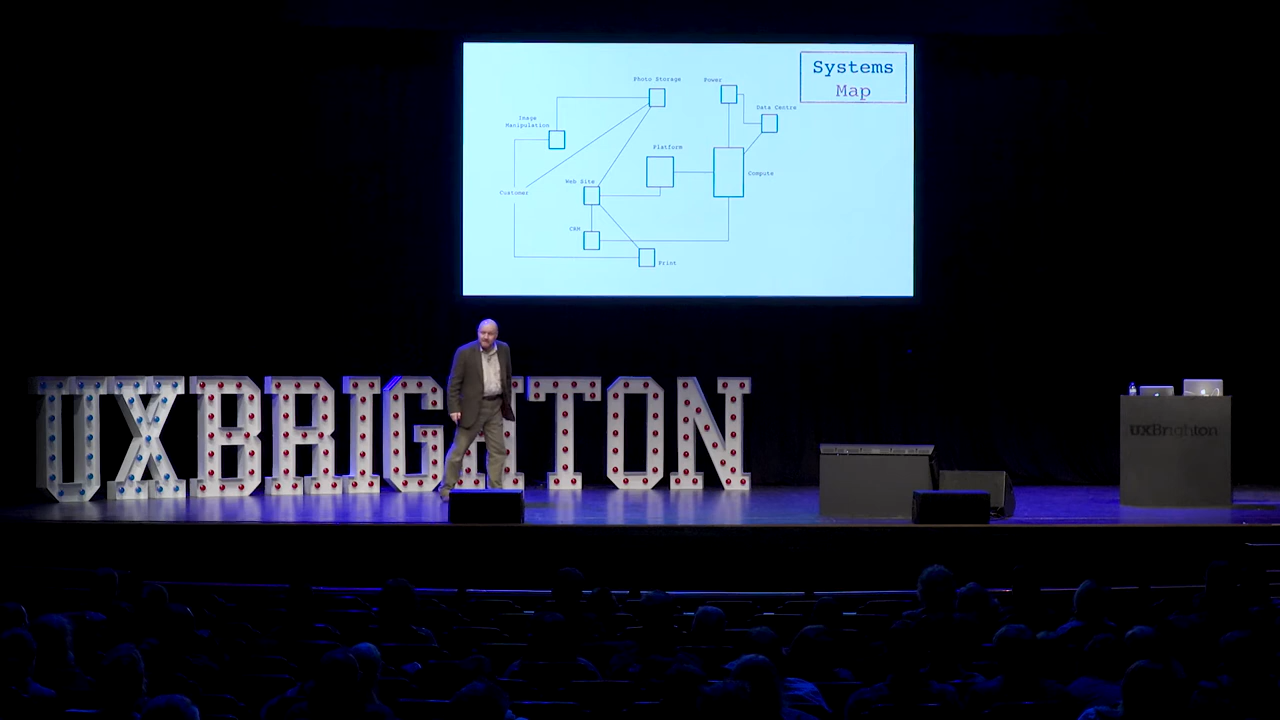 Systems
Map
Photo Storage
Power
Data Centre
Image
Manipulation
Platform
Compute
Web Site
Customer
CRM
Print
UXBRIGHTON
UXBrighton